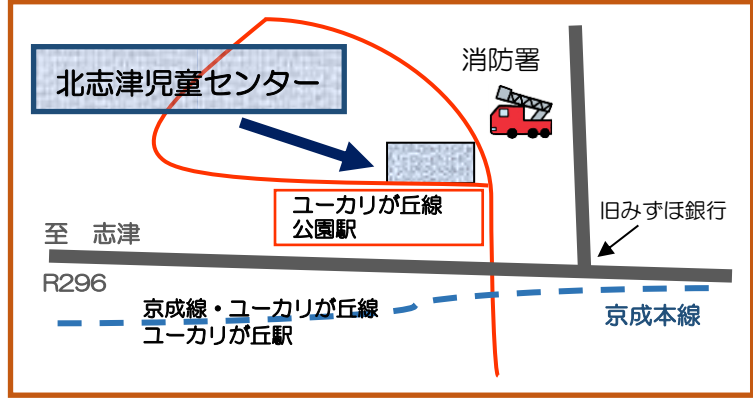 消防署
北志津児童センター
ユーカリが丘線
公園駅
旧みずほ銀行
至　志津
R296
京成線・ユーカリが丘線
ユーカリが丘駅
京成本線